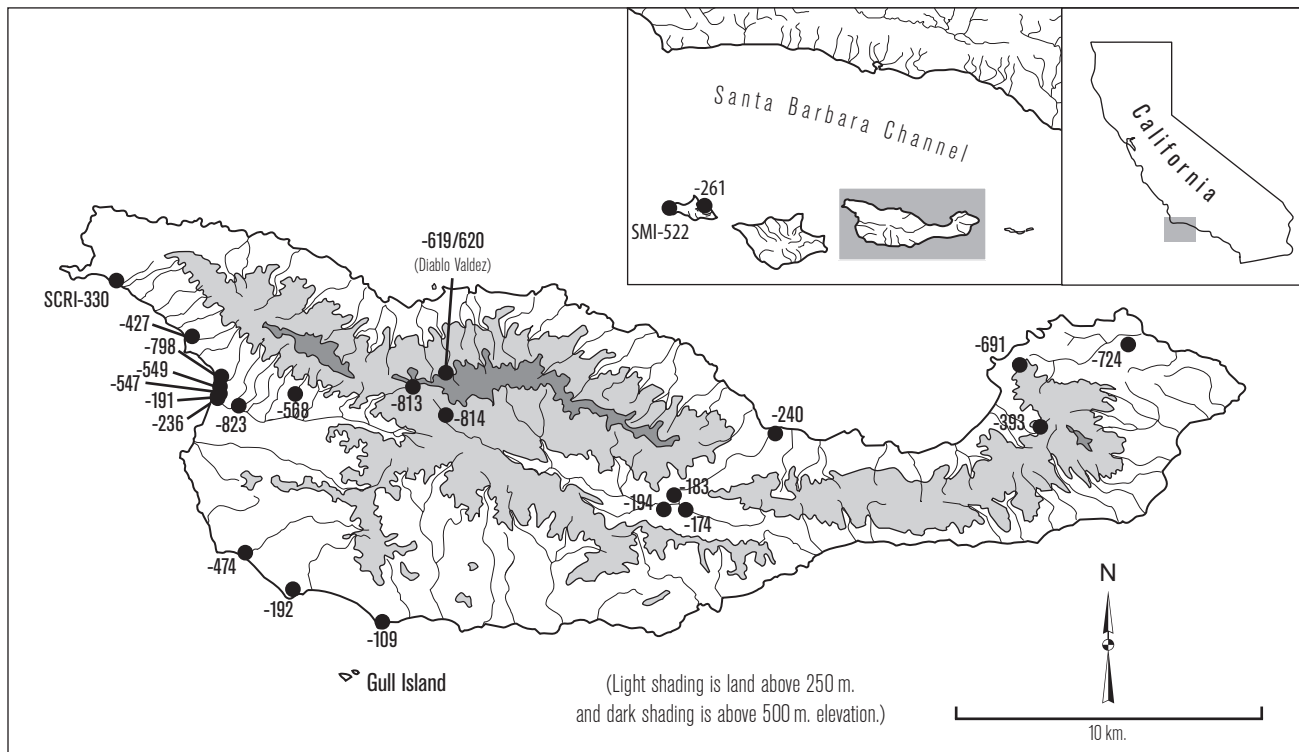 Santa Barbara Channel
California
-261
SMI-522
-619/620
(Diablo Valdez)
SCRI-330
-427
-798
-549
-547
-191
-236
-823
-568
-813
-814
-240
-691
-724
-393
-183
-194
-174
-474
-192
-109
Gull Island
(Light shading is land above 250 m.
and dark shading is above 500 m. elevation.)
N
10 km.